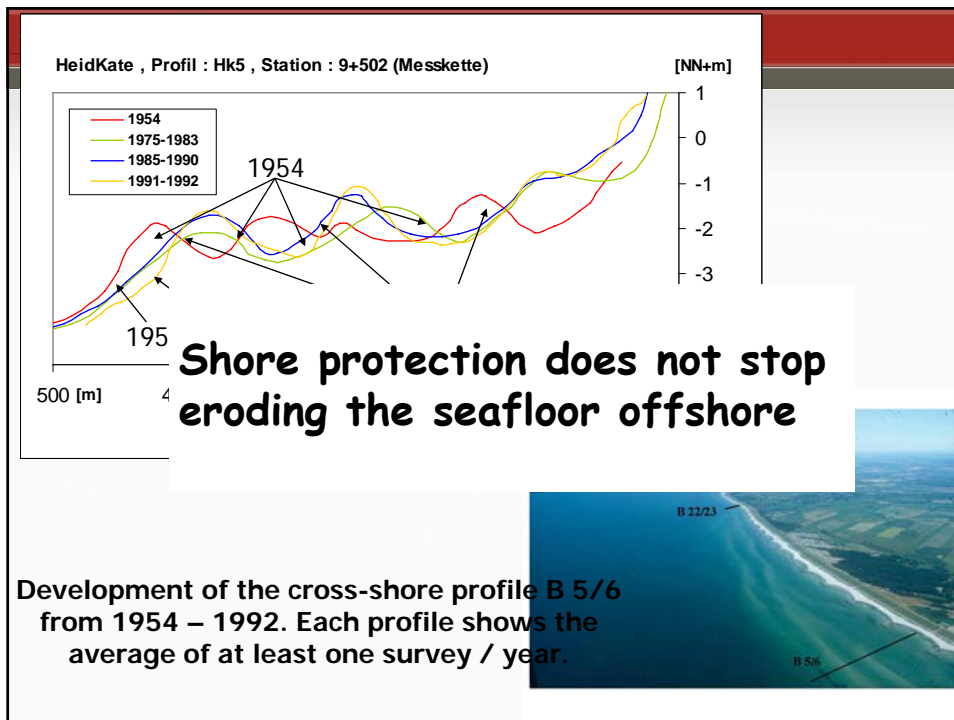 HeidKate , Profil : Hk5 , Station : 9+502 (Messkette)
[NN+m]
1
0
-1
-2
-3
1954
1975-1983
1985-1990
1991-1992
1954
195
500 [m]
4
Shore protection does not stop
eroding the seafloor offshore
B 22/23
Development of the cross-shore profile B 5/6
from 1954 – 1992. Each profile shows the
average of at least one survey / year.
B 5/6